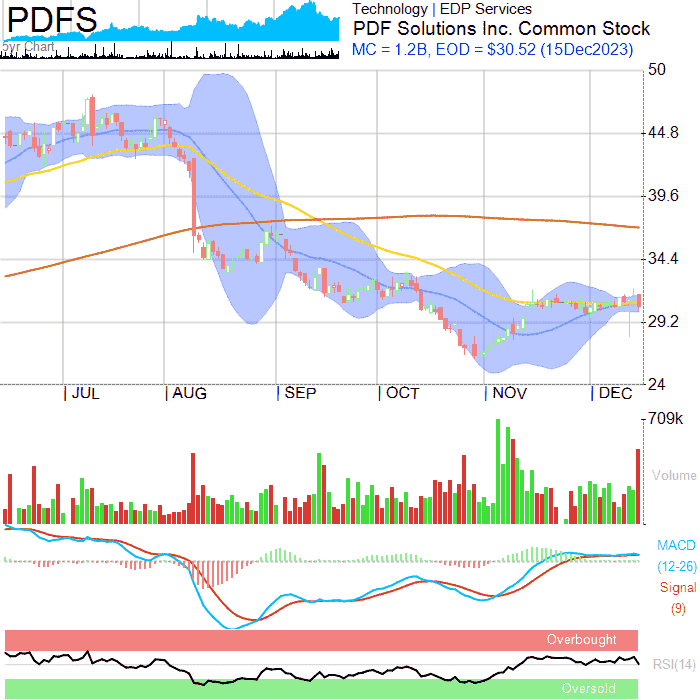 PDFS
5yr Chart
Technology | EDP Services
PDF Solutions Inc. Common Stock
MC = 1.2B, EOD = $30.52 (15Dec2023)
50
44.8
39.6
34.4
29.2
24
JUL
AUG
SEP
OCT
NOV
DEC
709k
Volume
MACD
(12-26)
Signal
(9)
Overbought
RSI(14)
Oversold